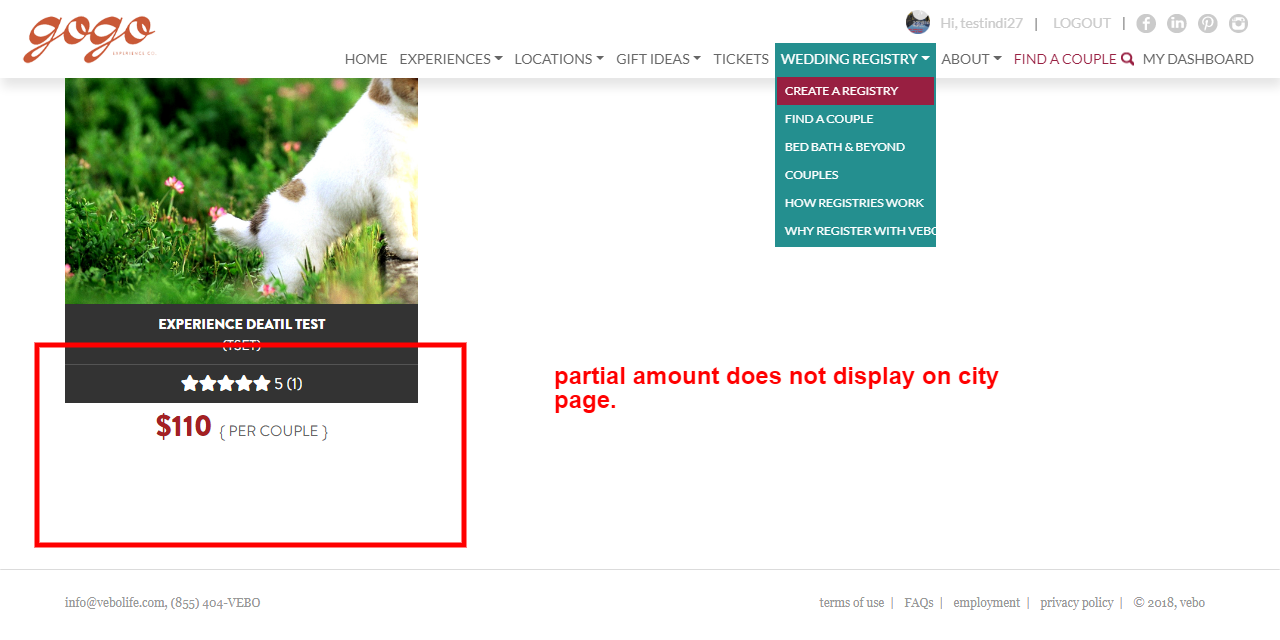 gogo
EXPERIENCE CO.
Hi, testindi27 | LOGOUT |
HOME EXPERIENCES LOCATIONS GIFT IDEAS TICKETS WEDDING REGISTRY ABOUT FIND A COUPLE MY DASHBOARD
CREATE A REGISTRY
FIND A COUPLE
BED BATH & BEYOND
COUPLES
HOW REGISTRIES WORK
WHY REGISTER WITH VEBO
EXPERIENCE DEATIL TEST
(TSET)
5 (1)
$110 { PER COUPLE }
partial amount does not display on city
page.
info@vebolife.com, (855) 404-VEBO
terms of use | FAQs | employment | privacy policy | © 2018, vebo